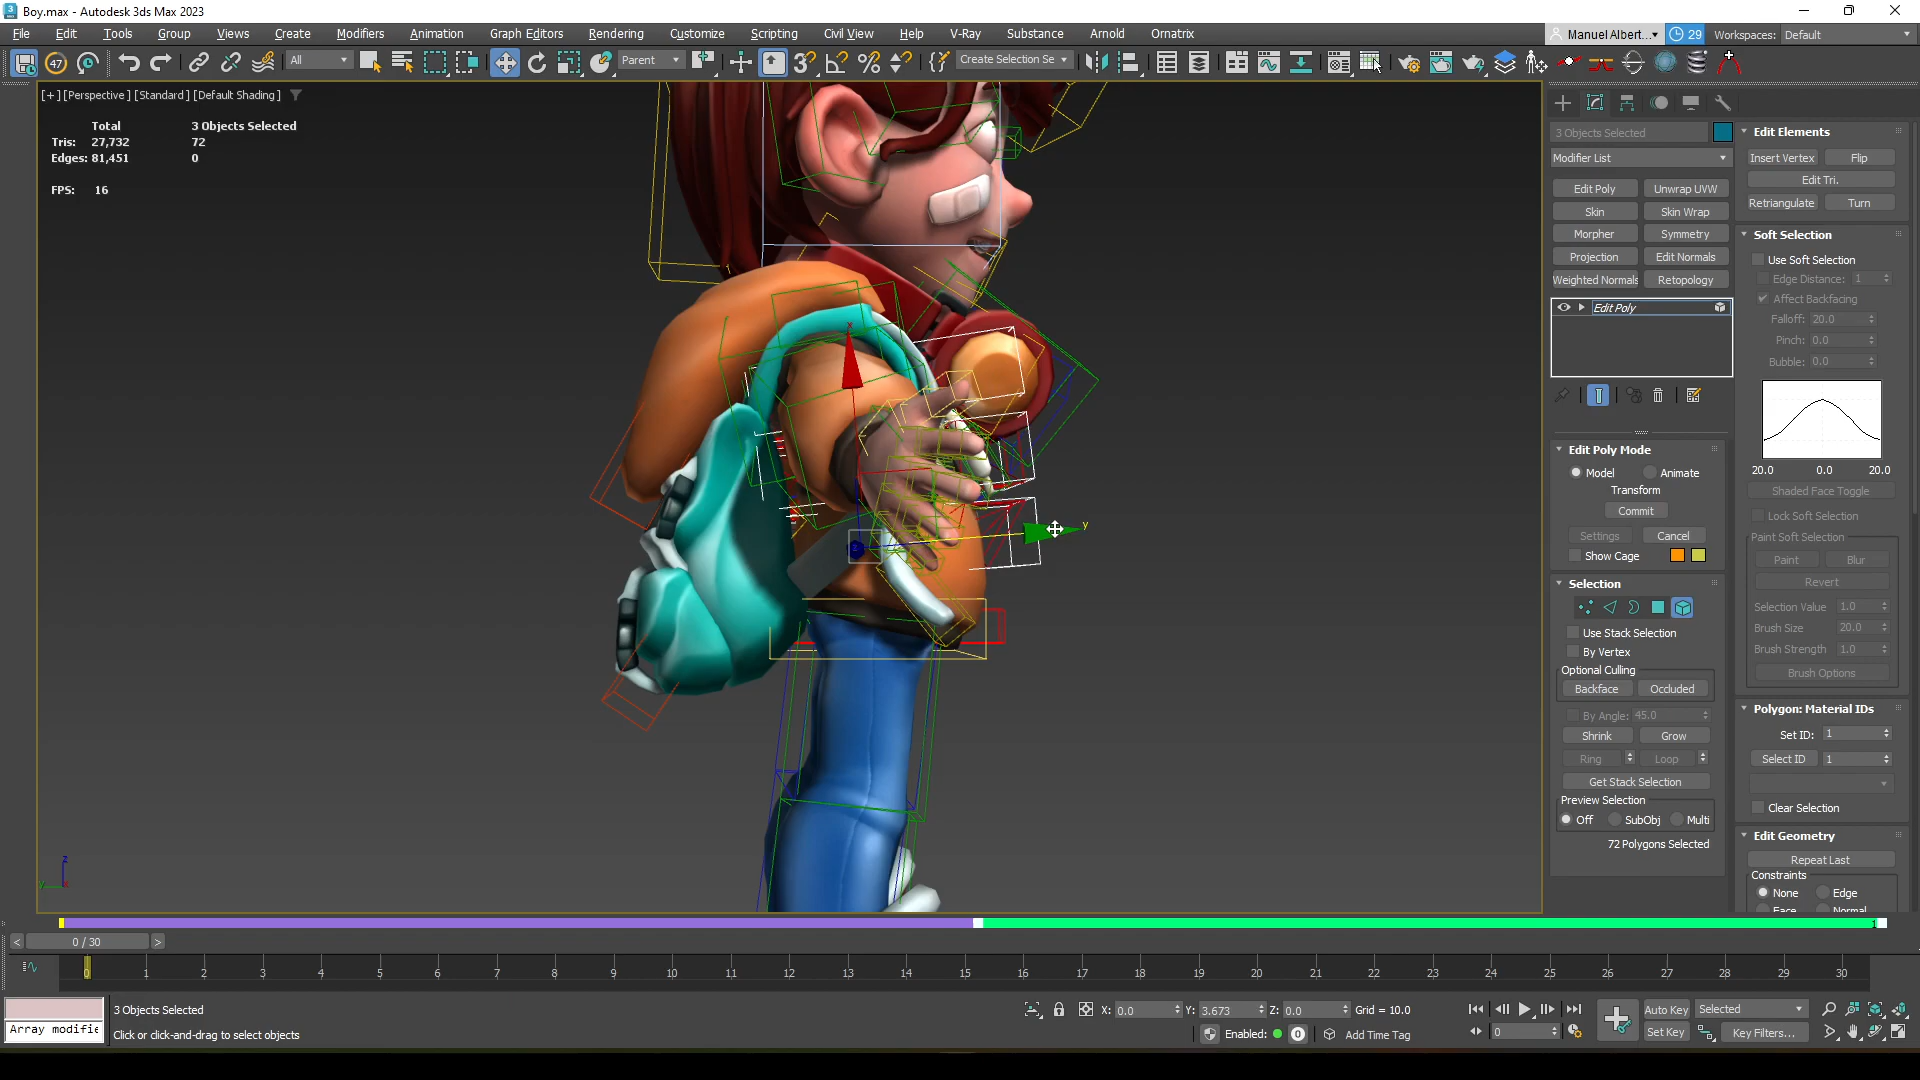 Boy.max - Autodesk 3ds Max 2023
File Edit Tools Group Views Create Modifiers Animation Graph Editors Rendering Customize Scripting Civil View Help V-Ray Substance Arnold Ornatrix
Manuel Albert... 29 Workspaces: Default
All Parent Create Selection Se
[+] [Perspective] [Standard] [Default Shading]
Total 3 Objects Selected
Tris: 27,732 72
Edges: 81,451 0
FPS: 16
x
y
z
3 Objects Selected
Modifier List
Edit Poly Unwrap UVW
Skin Skin Wrap
Morpher Symmetry
Projection Edit Normals
Weighted Normals Retopology
Edit Poly
Edit Poly Mode
Model Animate
Transform
Commit
Settings Cancel
Show Cage
Selection
Use Stack Selection
By Vertex
Optional Culling
Backface Occluded
By Angle: 45.0
Shrink Grow
Ring Loop
Get Stack Selection
Preview Selection
Off SubObj Multi
72 Polygons Selected
Edit Elements
Insert Vertex Flip
Edit Tri.
Retriangulate Turn
Soft Selection
Use Soft Selection
Edge Distance: 1
Affect Backfacing
Falloff: 20.0
Pinch: 0.0
Bubble: 0.0
20.0 0.0 20.0
Shaded Face Toggle
Lock Soft Selection
Paint Soft Selection
Paint Blur
Revert
Selection Value 1.0
Brush Size 20.0
Brush Strength 1.0
Brush Options
Polygon: Material IDs
Set ID: 1
Select ID 1
Clear Selection
Edit Geometry
Repeat Last
Constraints
None Edge
Face Normal
< 0 / 30 >
0 1 2 3 4 5 6 7 8 9 10 11 12 13 14 15 16 17 18 19 20 21 22 23 24 25 26 27 28 29 30
Array modifie
3 Objects Selected
Click or click-and-drag to select objects
X: 0.0 Y: 3.673 Z: 0.0 Grid = 10.0
Enabled: 0 Add Time Tag
0
Auto Key Selected
Set Key Key Filters...